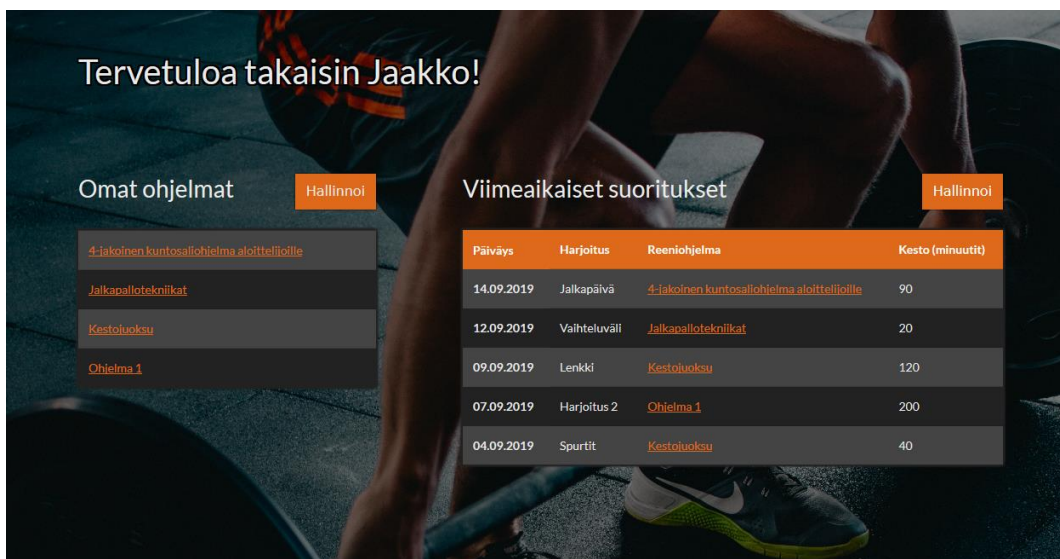 Tervetuloa takaisin Jaakko!
Omat ohjelmat
Hallinnoi
4-jakoinen kuntosaliohjelma aloittelijoille
Jalkapallotekniikat
Kestojuoksu
Ohjelma 1
Viimeaikaiset suoritukset
Hallinnoi
Päiväys Harjoitus Reeniohjelma Kesto (minuutit)
14.09.2019 Jalkapäivä 4-jakoinen kuntosaliohjelma aloittelijoille 90
12.09.2019 Vaihteluväli Jalkapallotekniikat 20
09.09.2019 Lenkki Kestojuoksu 120
07.09.2019 Harjoitus 2 Ohjelma 1 200
04.09.2019 Spurtit Kestojuoksu 40